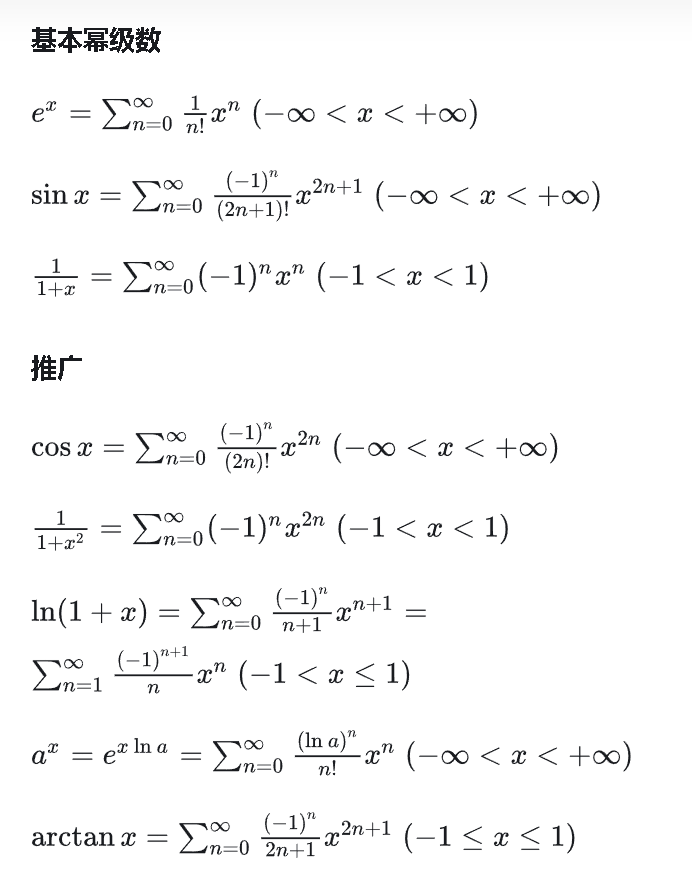 基本幂级数
$e^x = \sum_{n=0}^{\infty} \frac{1}{n!} x^n \ (-\infty < x < +\infty)$
$\sin x = \sum_{n=0}^{\infty} \frac{(-1)^n}{(2n+1)!} x^{2n+1} \ (-\infty < x < +\infty)$
$\frac{1}{1+x} = \sum_{n=0}^{\infty} (-1)^n x^n \ (-1 < x < 1)$
推广
$\cos x = \sum_{n=0}^{\infty} \frac{(-1)^n}{(2n)!} x^{2n} \ (-\infty < x < +\infty)$
$\frac{1}{1+x^2} = \sum_{n=0}^{\infty} (-1)^n x^{2n} \ (-1 < x < 1)$
$\ln(1+x) = \sum_{n=0}^{\infty} \frac{(-1)^n}{n+1} x^{n+1} =$
$\sum_{n=1}^{\infty} \frac{(-1)^{n+1}}{n} x^n \ (-1 < x \leq 1)$
$a^x = e^{x \ln a} = \sum_{n=0}^{\infty} \frac{(\ln a)^n}{n!} x^n \ (-\infty < x < +\infty)$
$\arctan x = \sum_{n=0}^{\infty} \frac{(-1)^n}{2n+1} x^{2n+1} \ (-1 \leq x \leq 1)$